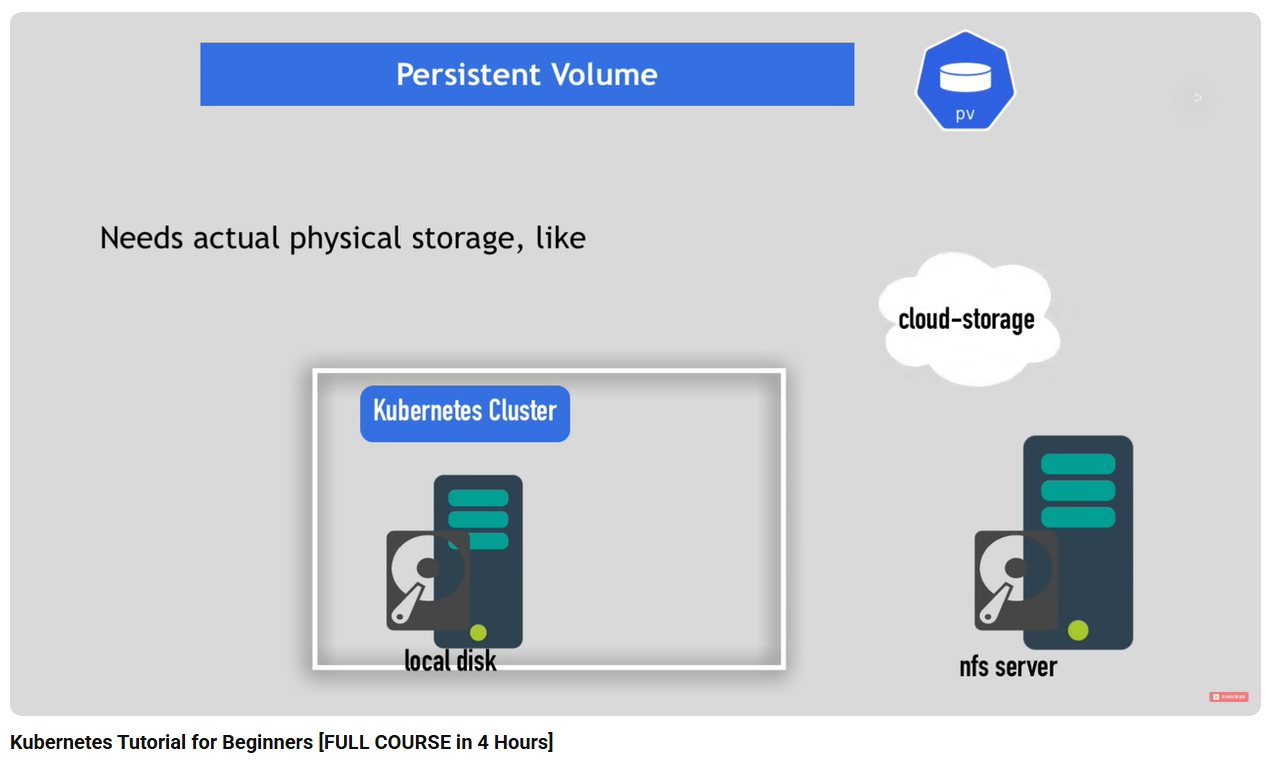 Persistent Volume
pv
Needs actual physical storage, like
cloud-storage
Kubernetes Cluster
local disk
nfs server
SUBSCRIBE
Kubernetes Tutorial for Beginners [FULL COURSE in 4 Hours]